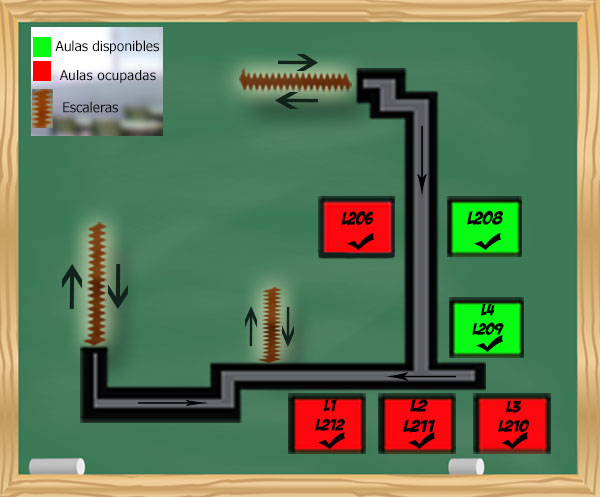 Aulas disponibles
Aulas ocupadas
Escaleras
L206
L208
L4
L209
L1
L212
L2
L211
L3
L210